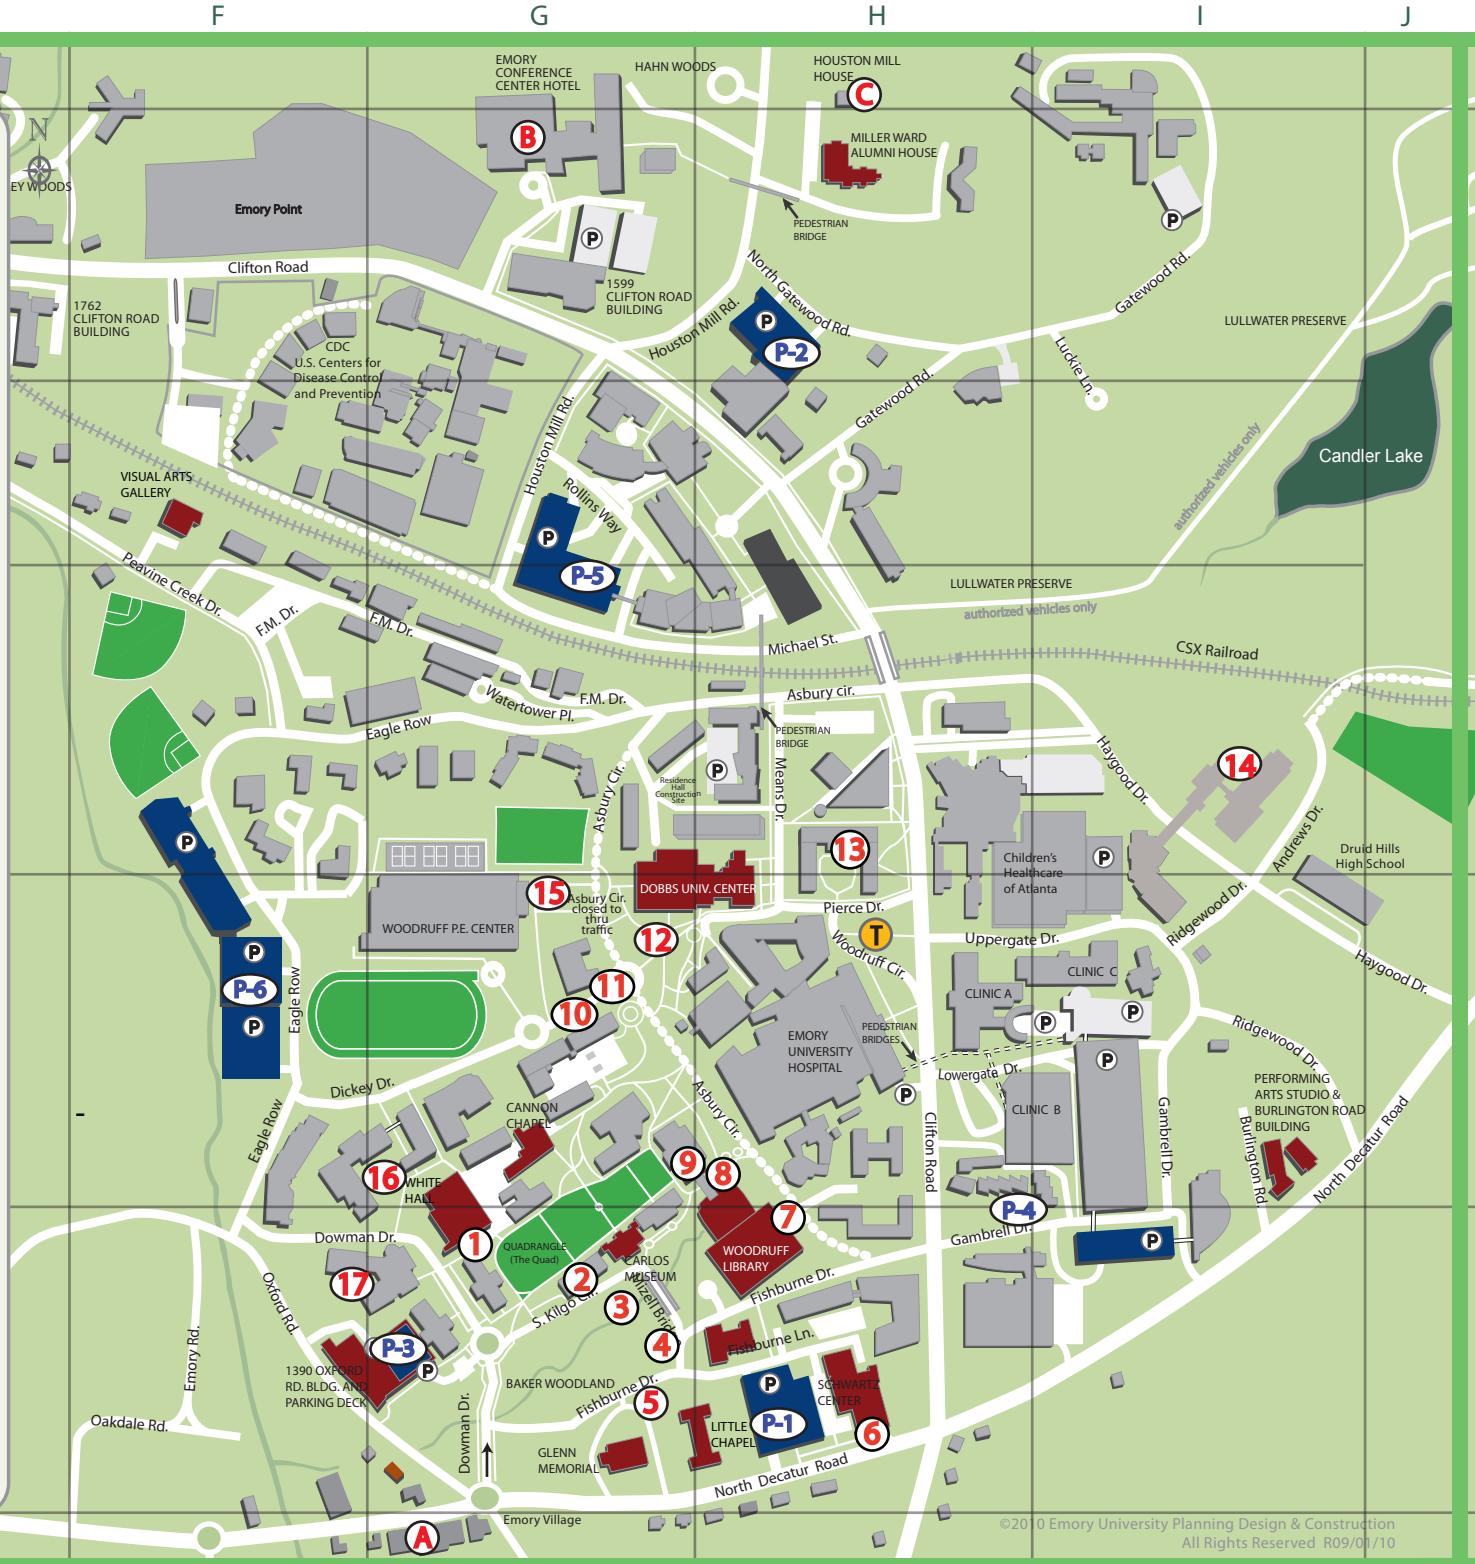 F G H I J
EMORY
CONFERENCE
CENTER HOTEL
HAHN WOODS
HOUSTON MILL
HOUSE
C
N
B
MILLER WARD
ALUMNI HOUSE
EY WOODS
Emory Point
P
P
PEDESTRIAN
BRIDGE
Clifton Road
North Gatewood Rd.
Gatewood Rd.
1762
CLIFTON ROAD
BUILDING
1599
CLIFTON ROAD
BUILDING
Houston Mill Rd.
P
P-2
LULLWATER PRESERVE
CDC
U.S. Centers for
Disease Control
and Prevention
Luckie Ln.
Gatewood Rd.
Houston Mill Rd.
Candler Lake
authorized vehicles only
VISUAL ARTS
GALLERY
Rollins Way
P
P-5
Peavine Creek Dr.
LULLWATER PRESERVE
authorized vehicles only
F.M. Dr.
F.M. Dr.
Michael St.
CSX Railroad
Asbury cir.
F.M. Dr.
Watertower Pl.
Eagle Row
PEDESTRIAN
BRIDGE
Haygood Dr.
14
P
Residence
Hall
Construction
Site
Means Dr.
Asbury Cir.
P
13
P
Andrews Dr.
Druid Hills
High School
Children's
Healthcare
of Atlanta
DOBBS UNIV. CENTER
15
Asbury Cir.
closed to
thru
traffic
Pierce Dr.
Ridgewood Dr.
WOODRUFF P.E. CENTER
12
T
Uppergate Dr.
Woodruff Cir.
P
P-6
P
Eagle Row
11
10
CLINIC C
CLINIC A
Haygood Dr.
P
P
EMORY
UNIVERSITY
HOSPITAL
PEDESTRIAN
BRIDGES
Ridgewood Dr.
P
Lowergate Dr.
Dickey Dr.
P
PERFORMING
ARTS STUDIO &
BURLINGTON ROAD
BUILDING
CANNON
CHAPEL
Asbury Cir.
CLINIC B
Eagle Row
Clifton Road
Gambrell Dr.
Burlington Rd.
North Decatur Road
16
WHITE
HALL
9
8
P-4
7
Dowman Dr.
1
QUADRANGLE
(The Quad)
Gambrell Dr.
P
CARLOS
MUSEUM
WOODRUFF
LIBRARY
17
2
Oxford Rd.
S. Kilgo Cir.
3
Mizell Bridge
Fishburne Dr.
4
Fishburne Ln.
P-3
P
Emory Rd.
1390 OXFORD
RD. BLDG. AND
PARKING DECK
BAKER WOODLAND
Fishburne Dr.
5
P
P-1
SCHWARTZ
CENTER
6
Oakdale Rd.
Dowman Dr.
LITTLE
CHAPEL
GLENN
MEMORIAL
North Decatur Road
Emory Village
A
©2010 Emory University Planning Design & Construction
All Rights Reserved R09/01/10